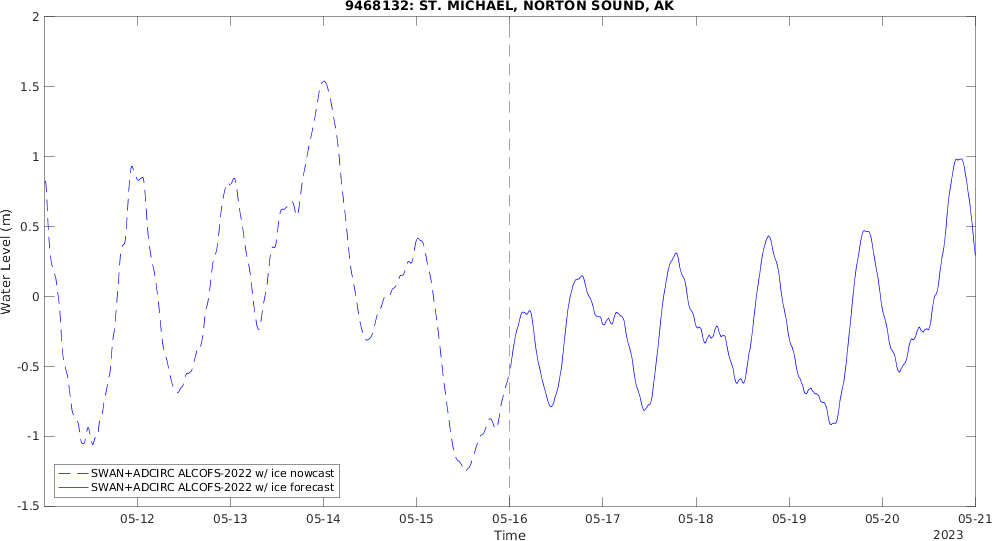 9468132: ST. MICHAEL, NORTON SOUND, AK
2
1.5
1
0.5
0
-0.5
-1
-1.5
Water Level (m)
SWAN+ADCIRC ALCOFS-2022 w/ ice nowcast
SWAN+ADCIRC ALCOFS-2022 w/ ice forecast
05-12 05-13 05-14 05-15 05-16 05-17 05-18 05-19 05-20 05-21
Time
2023